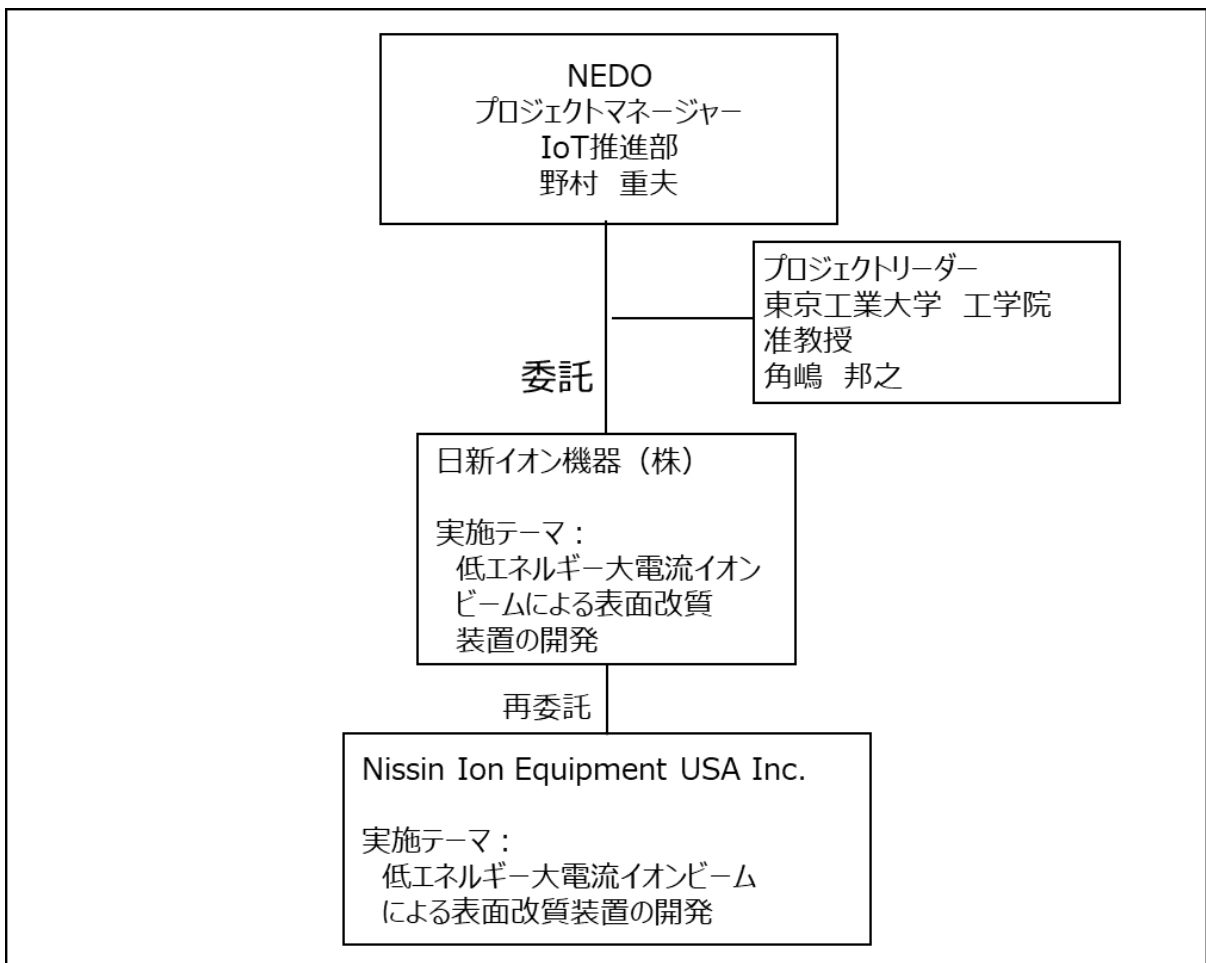 NEDO
プロジェクトマネージャー
IoT推進部
野村　重夫
プロジェクトリーダー
東京工業大学　工学院
准教授
角嶋　邦之
委託
日新イオン機器（株）
実施テーマ：
低エネルギー大電流イオン
ビームによる表面改質
装置の開発
再委託
Nissin Ion Equipment USA Inc.
実施テーマ：
低エネルギー大電流イオンビーム
による表面改質装置の開発